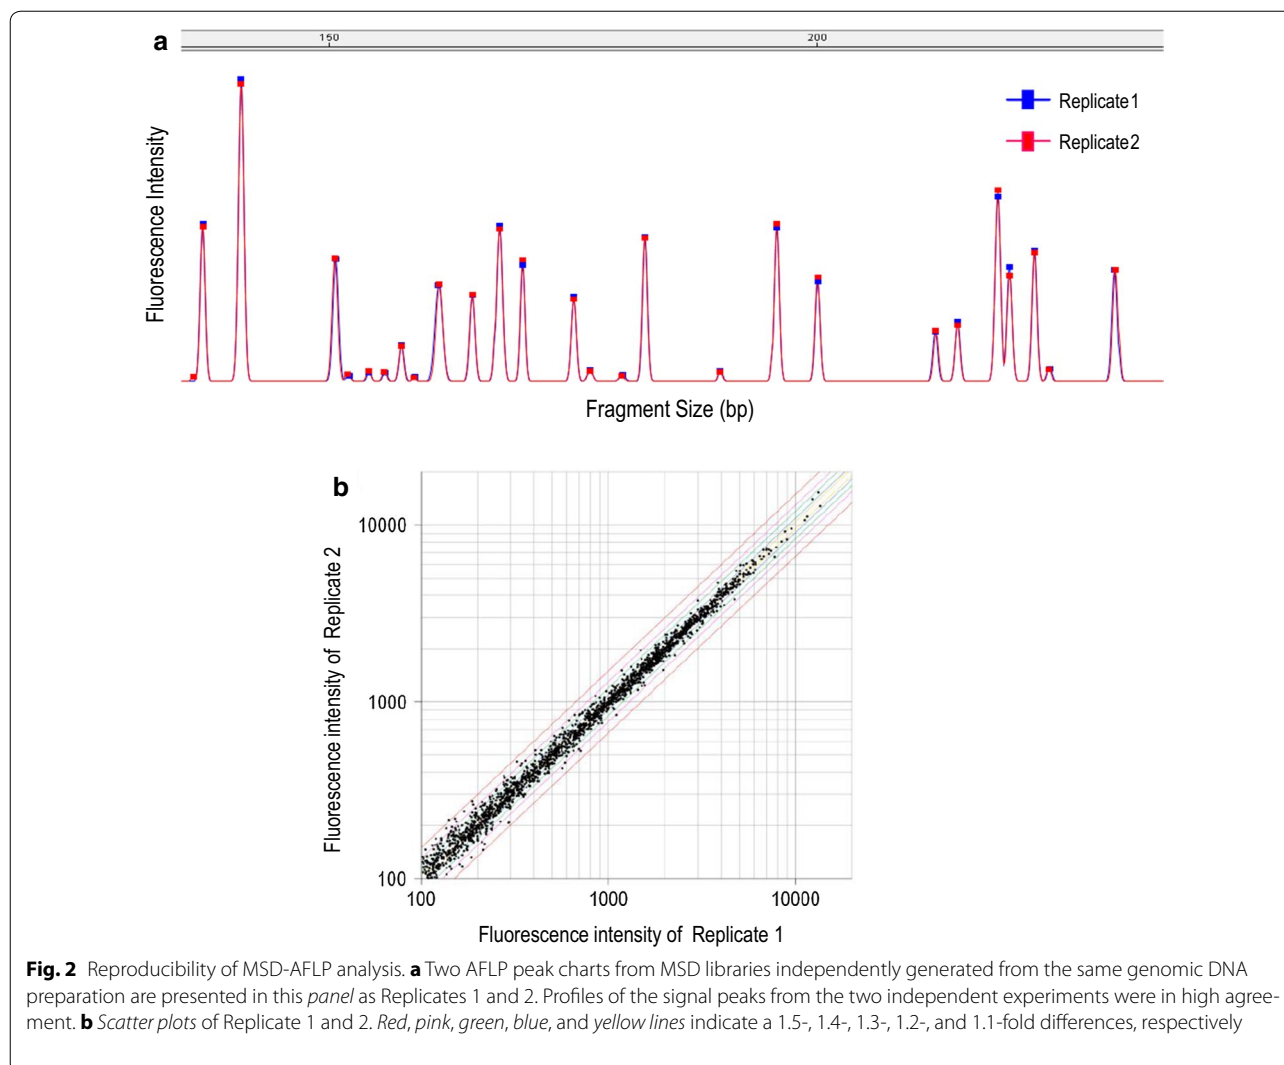 a
150
200
Replicate 1
Replicate 2
Fluorescence Intensity
Fragment Size (bp)
b
10000
1000
100
Fluorescence intensity of Replicate 2
100
1000
10000
Fluorescence intensity of Replicate 1
Fig. 2 Reproducibility of MSD-AFLP analysis. a Two AFLP peak charts from MSD libraries independently generated from the same genomic DNA
preparation are presented in this panel as Replicates 1 and 2. Profiles of the signal peaks from the two independent experiments were in high agree-
ment. b Scatter plots of Replicate 1 and 2. Red, pink, green, blue, and yellow lines indicate a 1.5-, 1.4-, 1.3-, 1.2-, and 1.1-fold differences, respectively